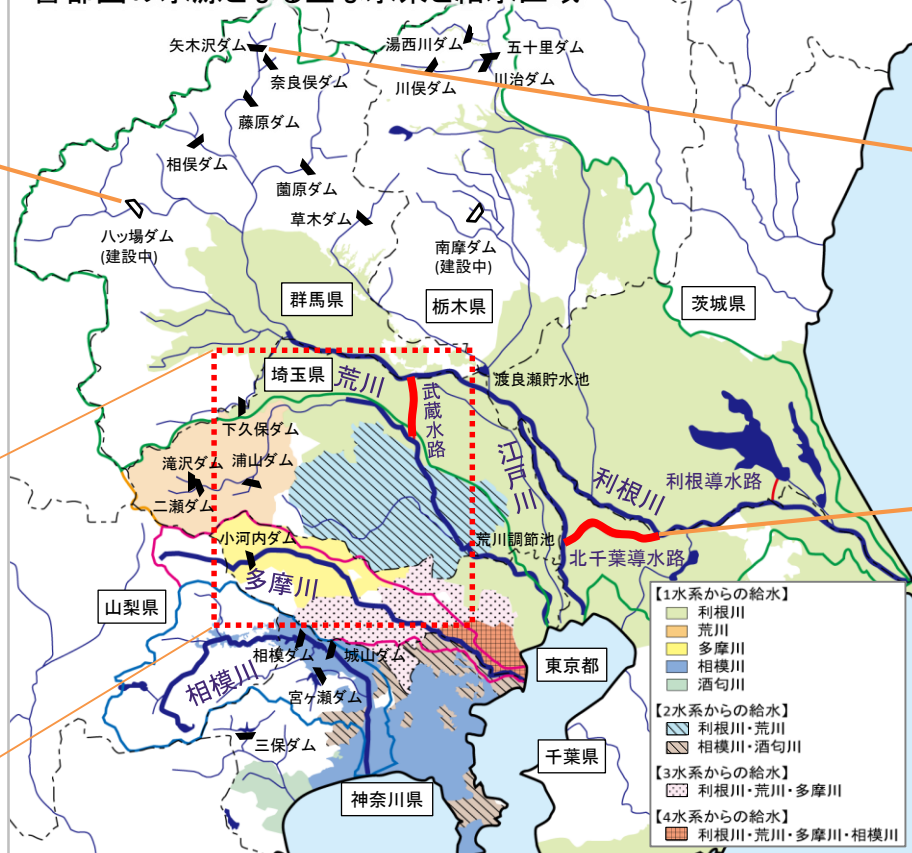 矢木沢ダム
奈良俣ダム
藤原ダム
相俣ダム
薗原ダム
草木ダム
八ッ場ダム
(建設中)
湯西川ダム
五十里ダム
川俣ダム
川治ダム
南摩ダム
(建設中)
群馬県
栃木県
茨城県
埼玉県
荒川
武蔵水路
渡良瀬貯水池
下久保ダム
滝沢ダム
浦山ダム
二瀬ダム
江戸川
利根川
利根導水路
小河内ダム
荒川調節池
北千葉導水路
多摩川
山梨県
相模ダム
城山ダム
相模川
宮ヶ瀬ダム
三保ダム
東京都
千葉県
神奈川県
【1水系からの給水】
利根川
荒川
多摩川
相模川
酒匂川
【2水系からの給水】
利根川・荒川
相模川・酒匂川
【3水系からの給水】
利根川・荒川・多摩川
【4水系からの給水】
利根川・荒川・多摩川・相模川